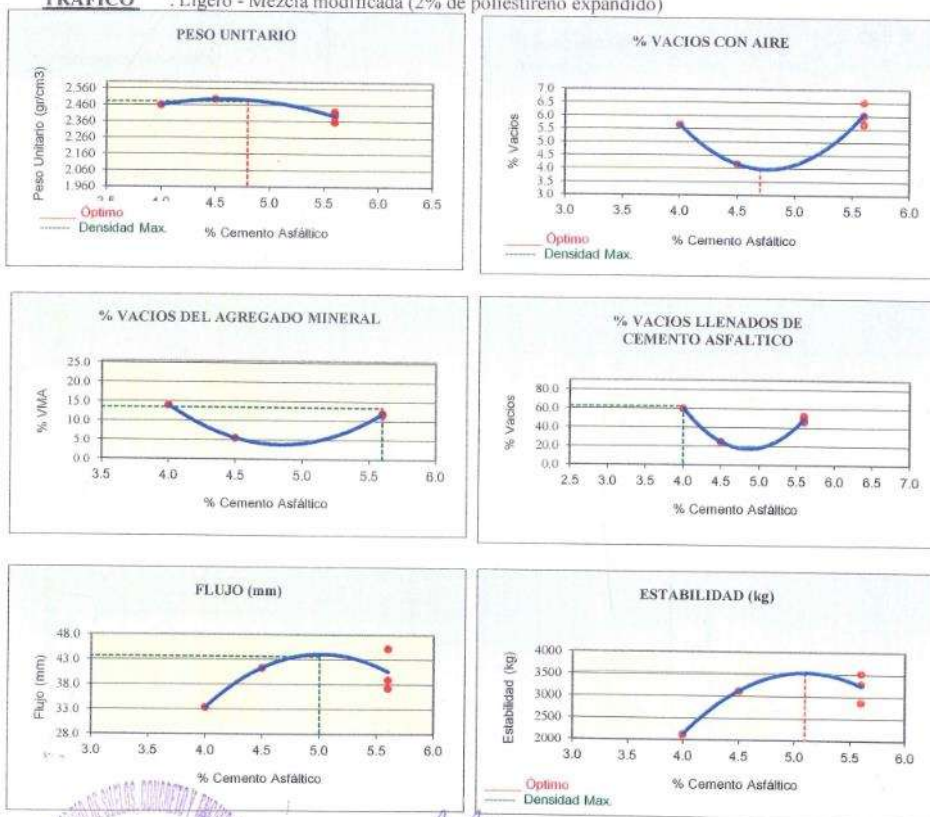 TRAFICO : Ligero - Mezcla modificada (2% de poliestireno expandido)
PESO UNITARIO
Peso Unitario (gr/cm3)
2.560
2.460
2.360
2.260
2.160
2.060
1.960
3.5 4.0 4.5 5.0 5.5 6.0 6.5
Óptimo
Densidad Max.
% Cemento Asfáltico
% VACIOS CON AIRE
% Vacios
7.0
6.5
6.0
5.5
5.0
4.5
4.0
3.5
3.0
3.0 3.5 4.0 4.5 5.0 5.5 6.0
Óptimo
Densidad Max.
% Cemento Asfáltico
% VACIOS DEL AGREGADO MINERAL
% VMA
25.0
20.0
15.0
10.0
5.0
0.0
3.5 4.0 4.5 5.0 5.5 6.0
% Cemento Asfáltico
% VACIOS LLENADOS DE
CEMENTO ASFALTICO
% Vacios
80.0
60.0
40.0
20.0
0.0
2.5 3.0 3.5 4.0 4.5 5.0 5.5 6.0 6.5 7.0
% Cemento Asfáltico
FLUJO (mm)
Flujo (mm)
48.0
43.0
38.0
33.0
28.0
3.0 3.5 4.0 4.5 5.0 5.5 6.0
% Cemento Asfáltico
ESTABILIDAD (kg)
Estabilidad (kg)
4000
3500
3000
2500
2000
3.0 3.5 4.0 4.5 5.0 5.5 6.0
Óptimo
Densidad Max.
% Cemento Asfáltico